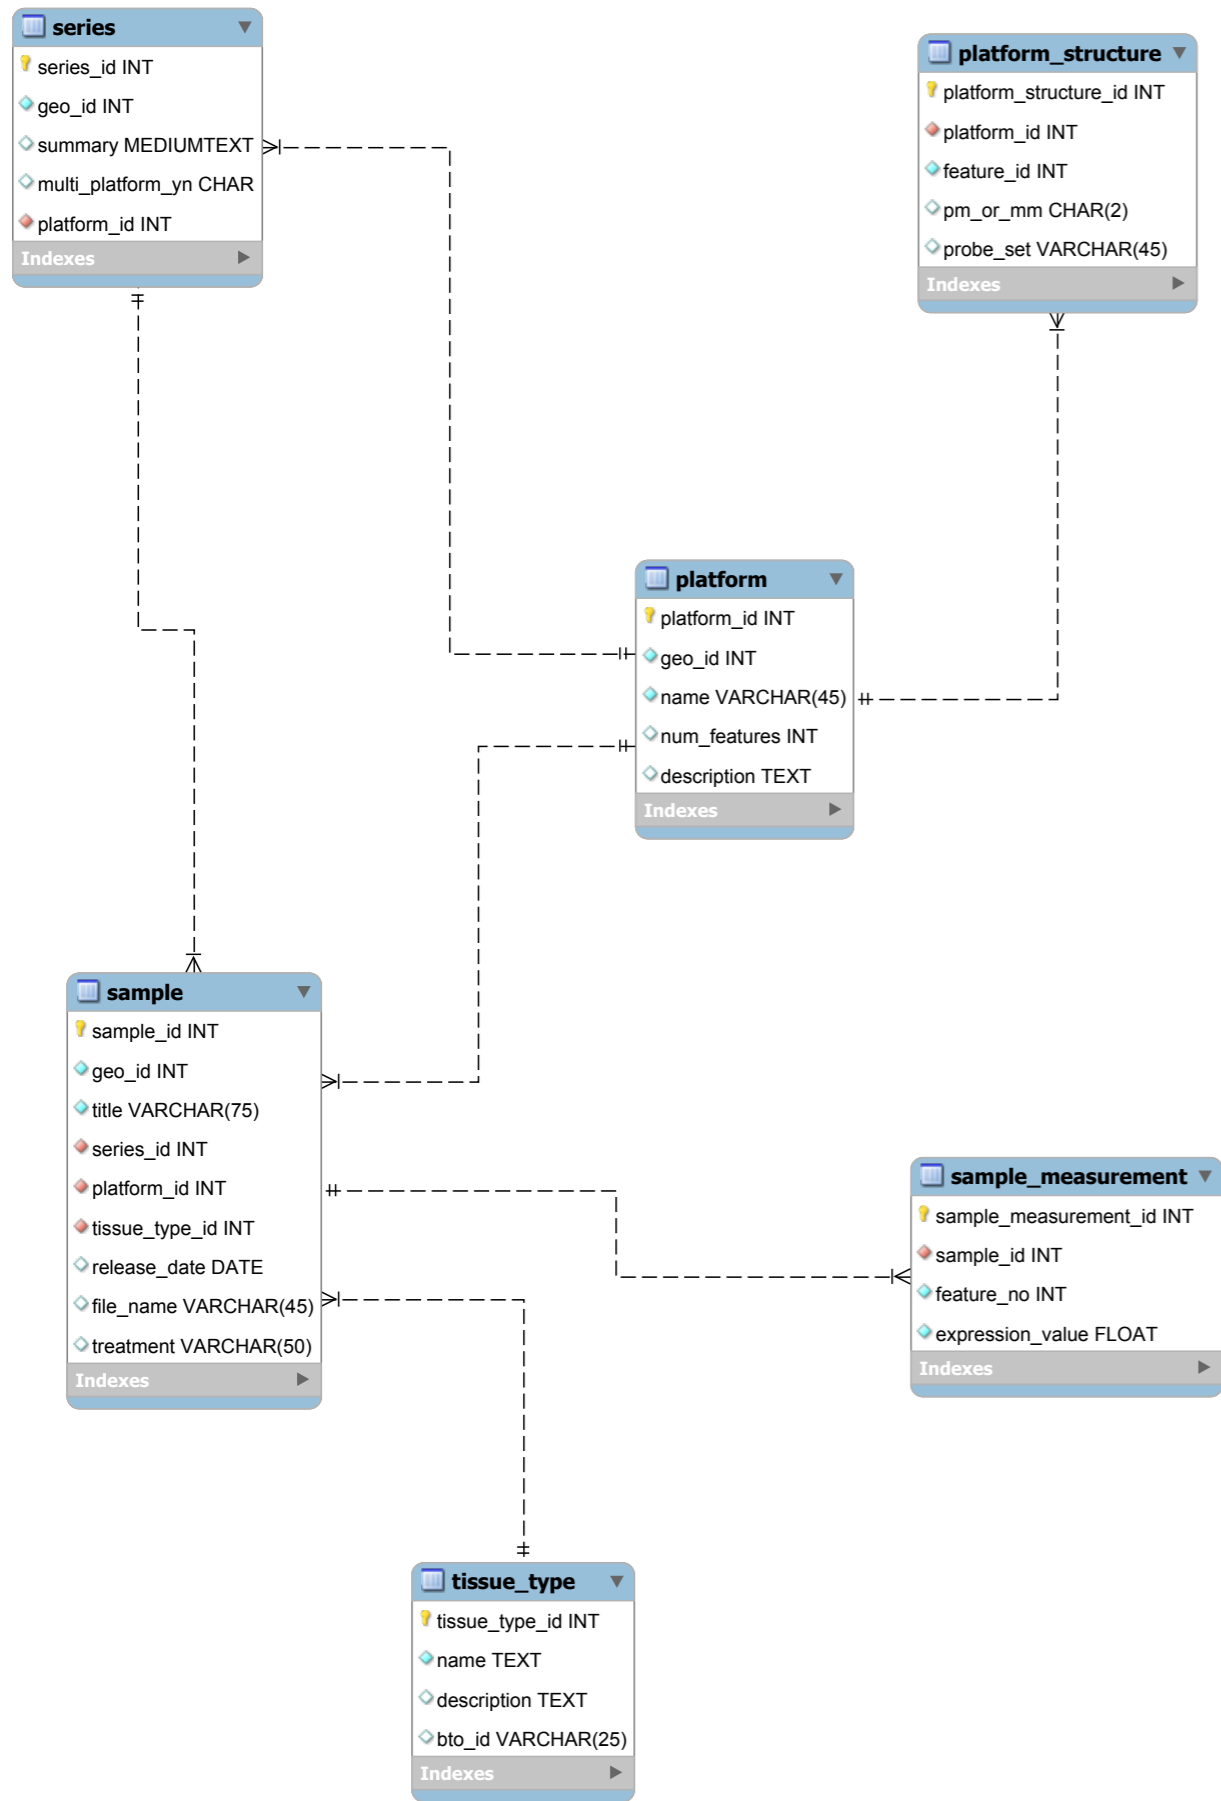 series
series_id INT
geo_id INT
summary MEDIUMTEXT
multi_platform_yn CHAR
platform_id INT
Indexes
platform_structure
platform_structure_id INT
platform_id INT
feature_id INT
pm_or_mm CHAR(2)
probe_set VARCHAR(45)
Indexes
platform
platform_id INT
geo_id INT
name VARCHAR(45)
num_features INT
description TEXT
Indexes
sample
sample_id INT
geo_id INT
title VARCHAR(75)
series_id INT
platform_id INT
tissue_type_id INT
release_date DATE
file_name VARCHAR(45)
treatment VARCHAR(50)
Indexes
sample_measurement
sample_measurement_id INT
sample_id INT
feature_no INT
expression_value FLOAT
Indexes
tissue_type
tissue_type_id INT
name TEXT
description TEXT
bto_id VARCHAR(25)
Indexes